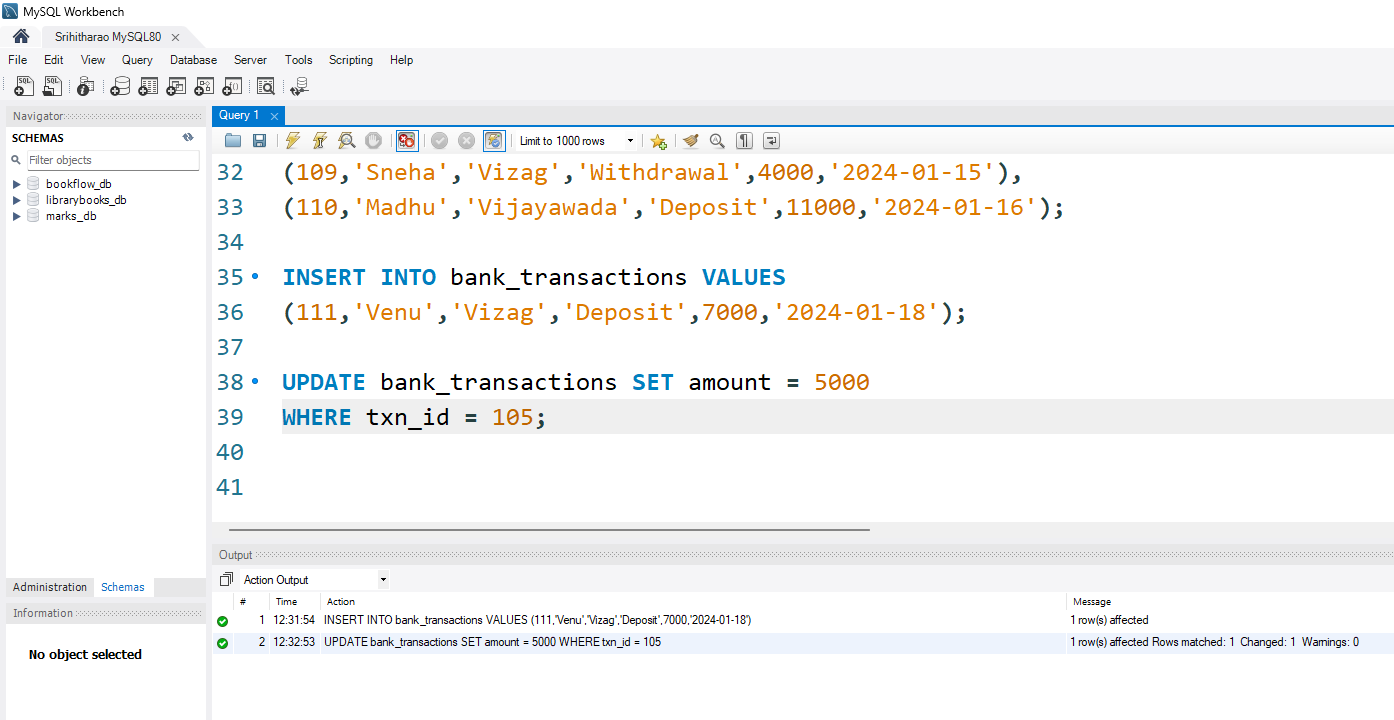 MySQL Workbench
Srihitharao MySQL80
File Edit View Query Database Server Tools Scripting Help
Navigator
SCHEMAS
Filter objects
bookflow_db
librarybooks_db
marks_db
Administration Schemas
Information
No object selected
Query 1
Limit to 1000 rows
32 (109,'Sneha','Vizag','Withdrawal',4000,'2024-01-15'),
33 (110,'Madhu','Vijayawada','Deposit',11000,'2024-01-16');
34
35 INSERT INTO bank_transactions VALUES
36 (111,'Venu','Vizag','Deposit',7000,'2024-01-18');
37
38 UPDATE bank_transactions SET amount = 5000
39 WHERE txn_id = 105;
40
41
Output
Action Output
# Time Action Message
1 12:31:54 INSERT INTO bank_transactions VALUES (111,'Venu','Vizag','Deposit',7000,'2024-01-18') 1 row(s) affected
2 12:32:53 UPDATE bank_transactions SET amount = 5000 WHERE txn_id = 105 1 row(s) affected Rows matched: 1 Changed: 1 Warnings: 0